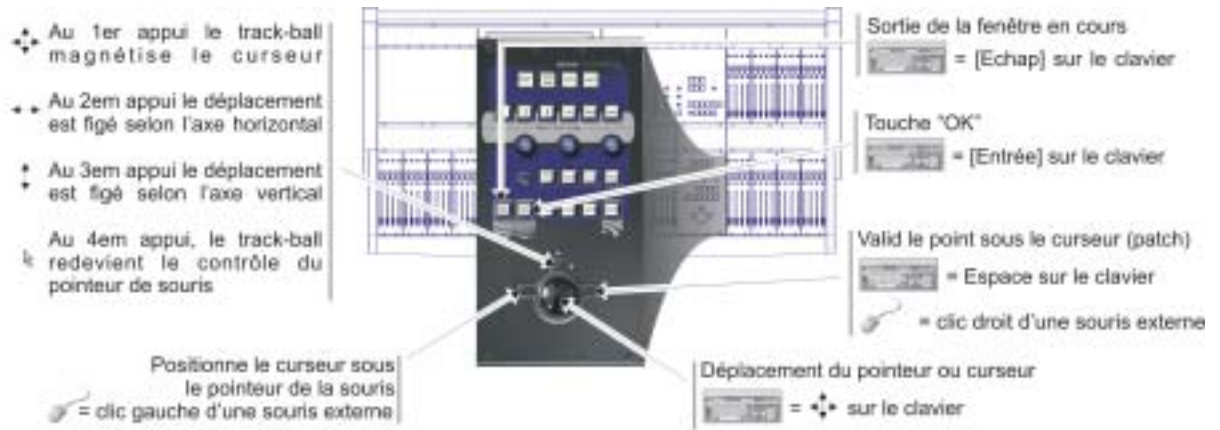 Au 1er appui le track-ball
magnétise le curseur
Au 2em appui le déplacement
est figé selon l'axe horizontal
Au 3em appui le déplacement
est figé selon l'axe vertical
Au 4em appui, le track-ball
redevient le contrôle du
pointeur de souris
Positionne le curseur sous
le pointeur de la souris
= clic gauche d'une souris externe
Sortie de la fenêtre en cours
= [Echap] sur le clavier
Touche "OK"
= [Entrée] sur le clavier
Valid le point sous le curseur (patch)
= Espace sur le clavier
= clic droit d'une souris externe
Déplacement du pointeur ou curseur
= sur le clavier